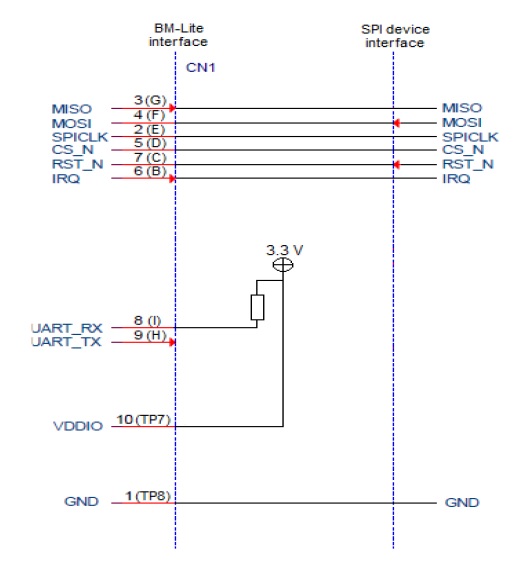 BM-Lite
interface
SPI device
interface
CN1
MISO 3 (G) MISO
MOSI 4 (F) MOSI
SPICLK 2 (E) SPICLK
CS_N 5 (D) CS_N
RST_N 7 (C) RST_N
IRQ 6 (B) IRQ
3.3 V
UART_RX 8 (I)
UART_TX 9 (H)
VDDIO 10 (TP7)
GND 1 (TP8) GND